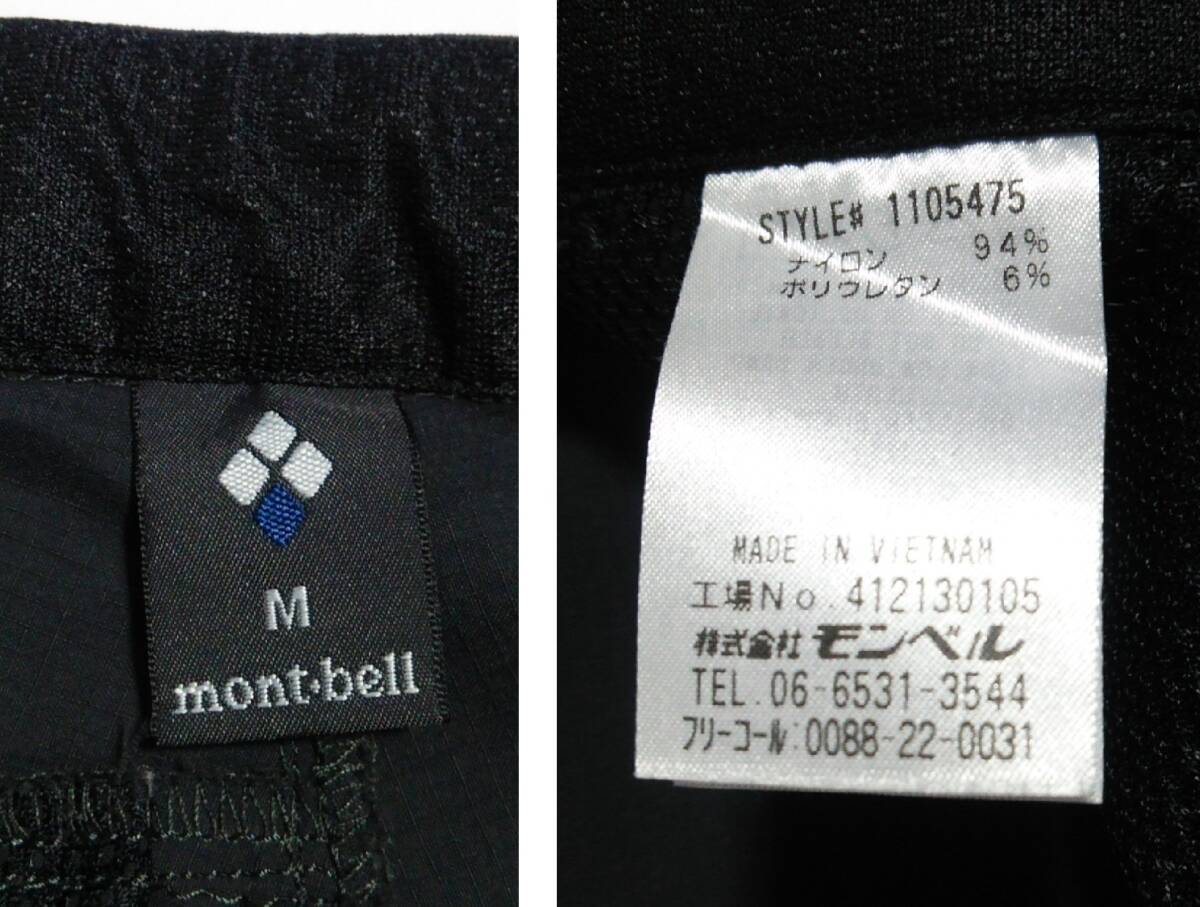 M
mont·bell
STYLE# 1105475
ナイロン 94%
ポリウレタン 6%
MADE IN VIETNAM
工場No.412130105
株式会社 モンベル
TEL.06-6531-3544
フリーコール:0088-22-0031